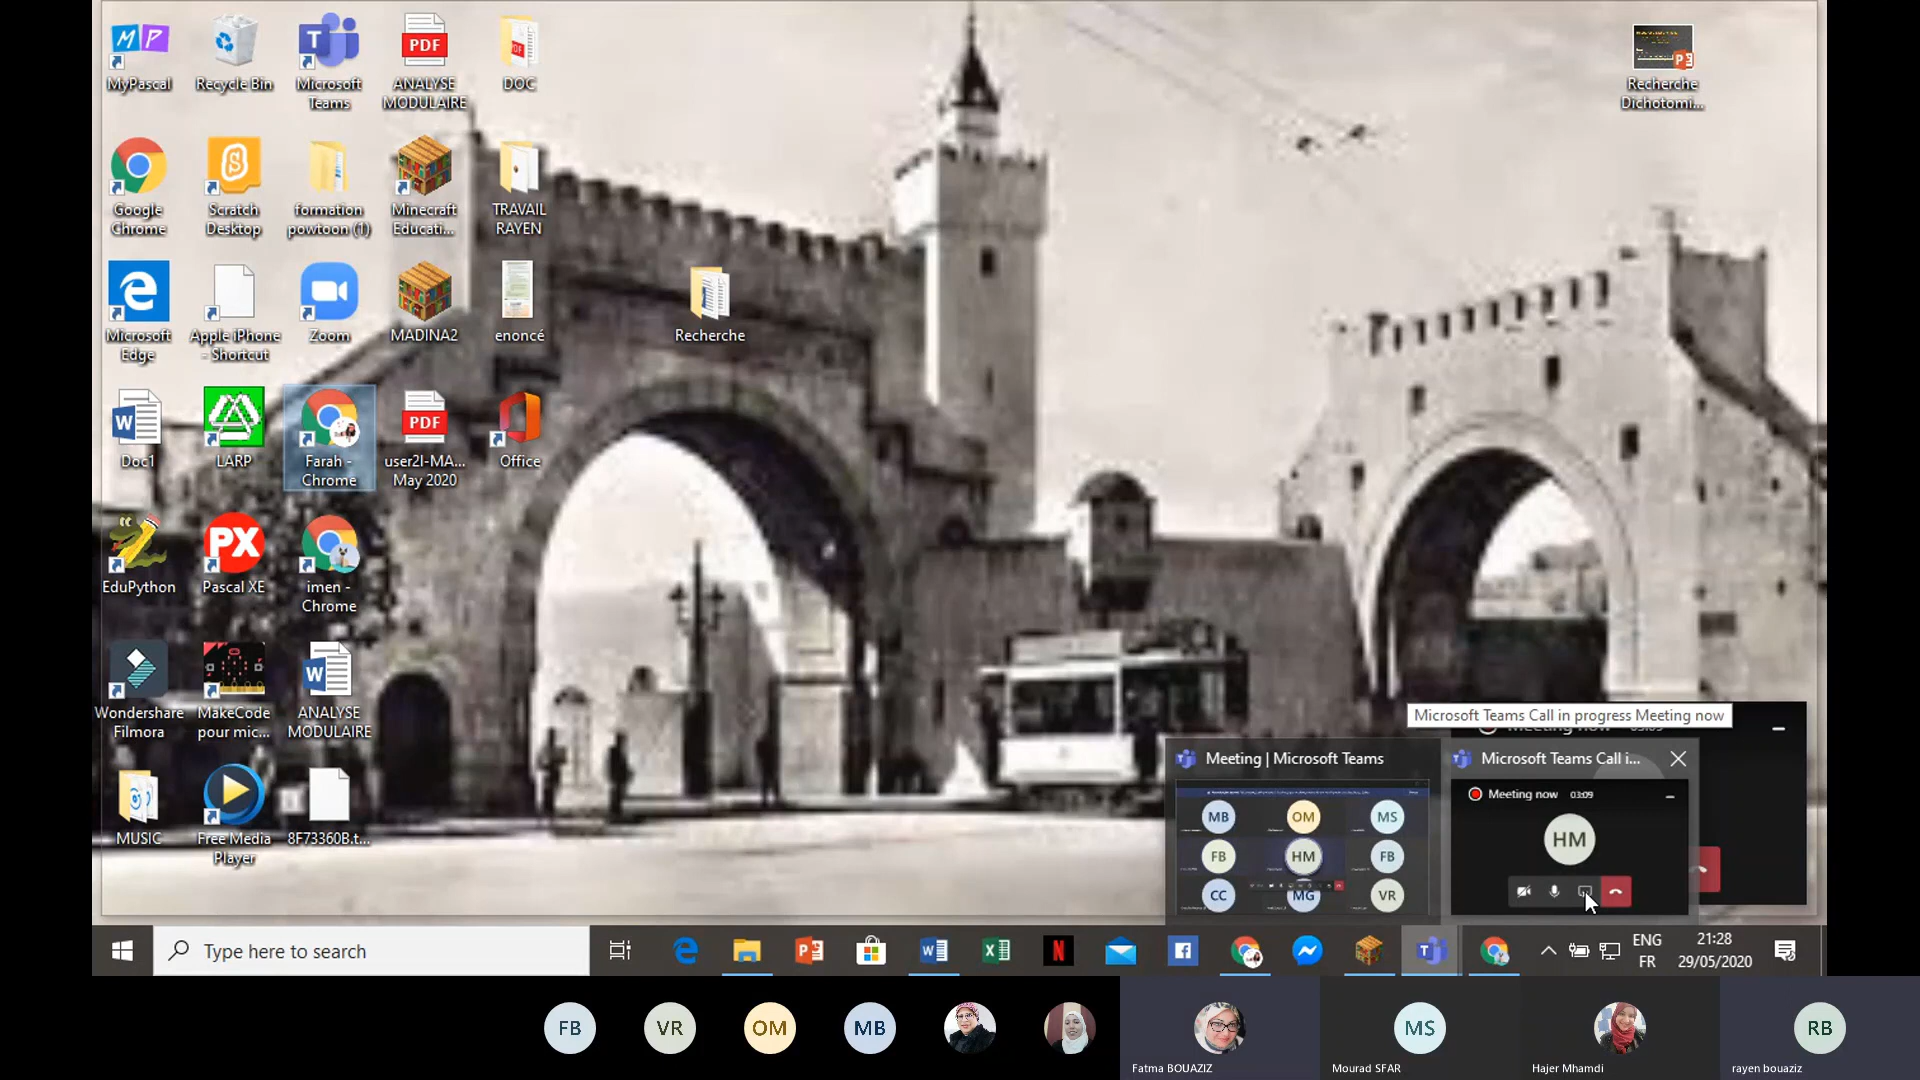 MyPascal
Recycle Bin
Microsoft
Teams
PDF
ANALYSE
MODULAIRE
DOC
Recherche
Dichotomi...
Google
Chrome
Scratch
Desktop
formation
powtoon (1)
Minecraft
Educati...
TRAVAIL
RAYEN
Microsoft
Edge
Apple iPhone
- Shortcut
Zoom
MADINA2
enoncé
Recherche
Doc1
LARP
Farah -
Chrome
PDF
user2I-MA...
May 2020
Office
EduPython
PX
Pascal XE
imen -
Chrome
Wondershare
Filmora
MakeCode
pour mic...
ANALYSE
MODULAIRE
MUSIC
Free Media
Player
8F73360B.t...
Microsoft Teams Call in progress Meeting now
Meeting | Microsoft Teams
Microsoft Teams Call i...
MB
OM
MS
FB
HM
FB
CC
MG
VR
Meeting now 03:09
HM
Type here to search
ENG
FR
21:28
29/05/2020
FB
VR
OM
MB
Fatma BOUAZIZ
MS
Mourad SFAR
Hajer Mhamdi
RB
rayen bouaziz